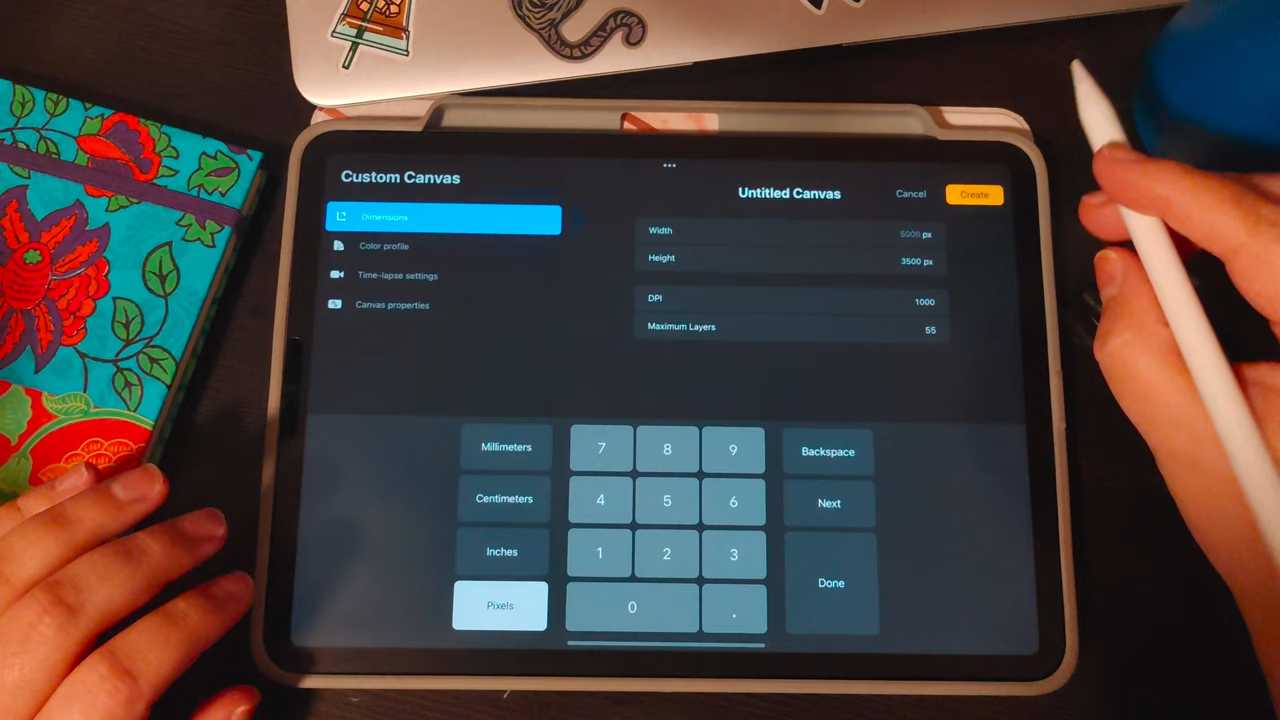 Custom Canvas
Dimensions
Color profile
Time-lapse settings
Canvas properties
Untitled Canvas
Cancel
Create
Width 5000 px
Height 3500 px
DPI 1000
Maximum Layers 55
Millimeters 7 8 9 Backspace
Centimeters 4 5 6 Next
Inches 1 2 3 Done
Pixels 0 .